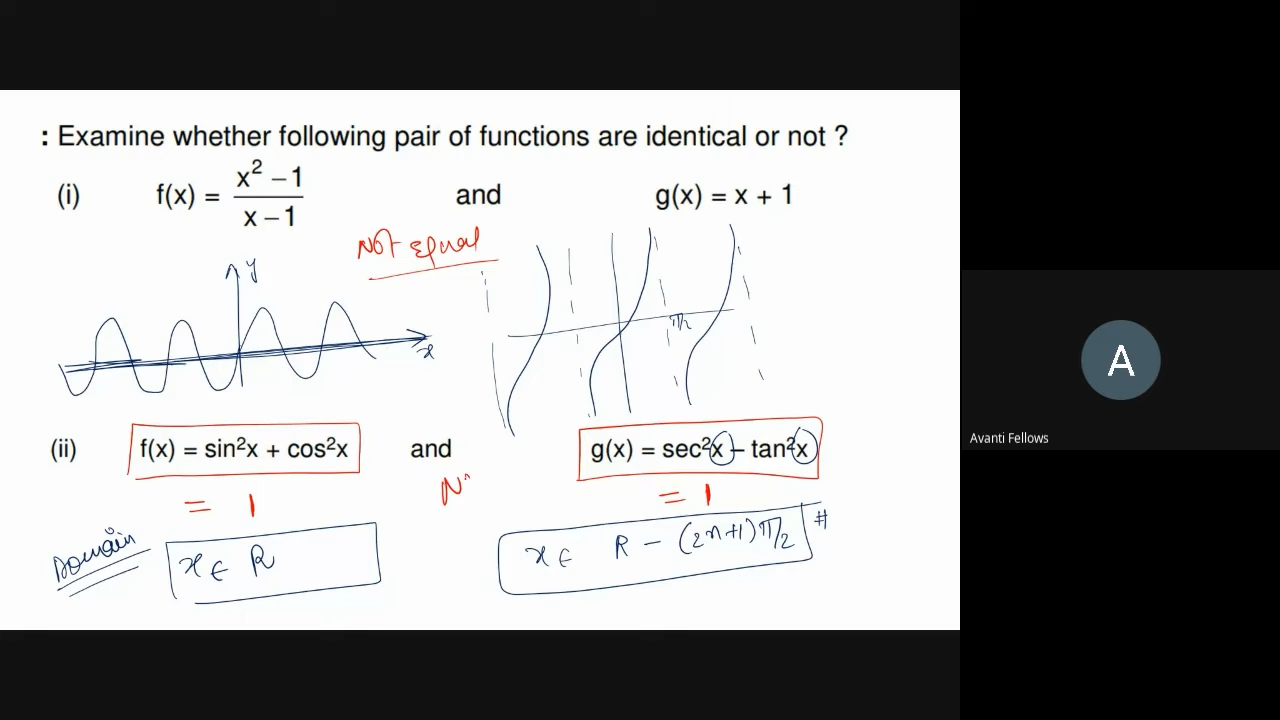 : Examine whether following pair of functions are identical or not ?
(i) f(x) = x² – 1 / x – 1 and g(x) = x + 1
Not Equal
y
x
π/2
(ii) f(x) = sin²x + cos²x and g(x) = sec²x – tan²x
= 1 N = 1
Domain x ∈ R x ∈ R – (2n+1) π/2 #
A
Avanti Fellows